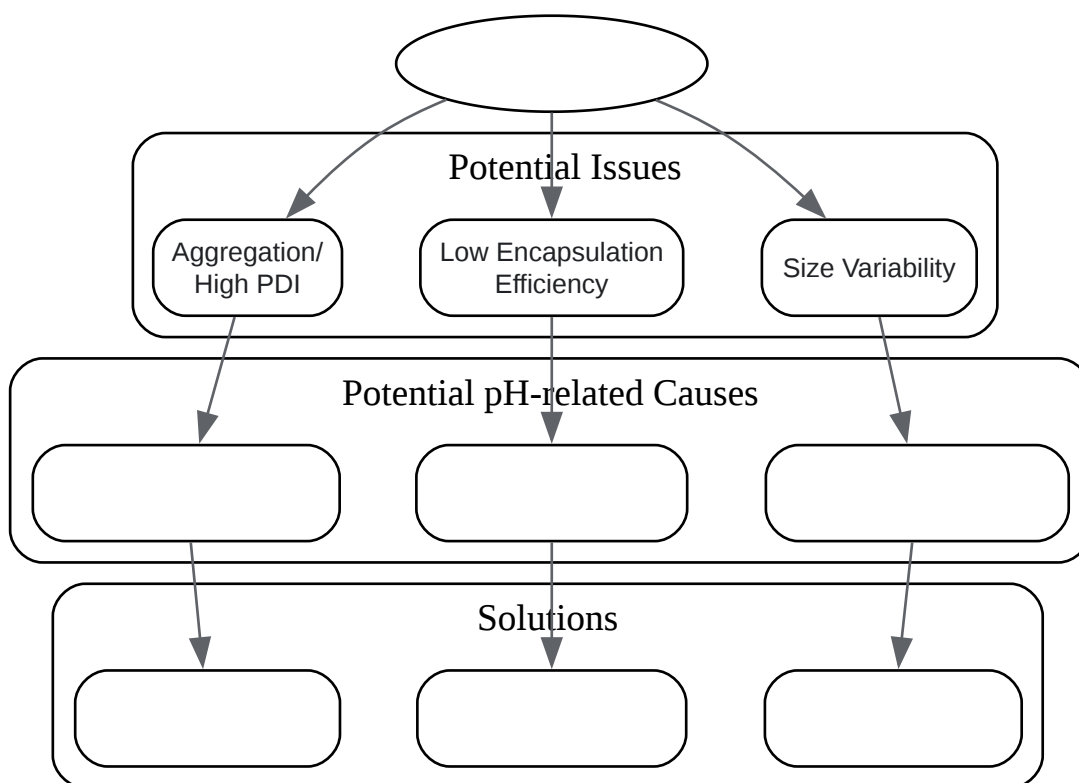 Potential Issues
Aggregation/
High PDI
Low Encapsulation
Efficiency
Size Variability
Potential pH-related Causes
Solutions